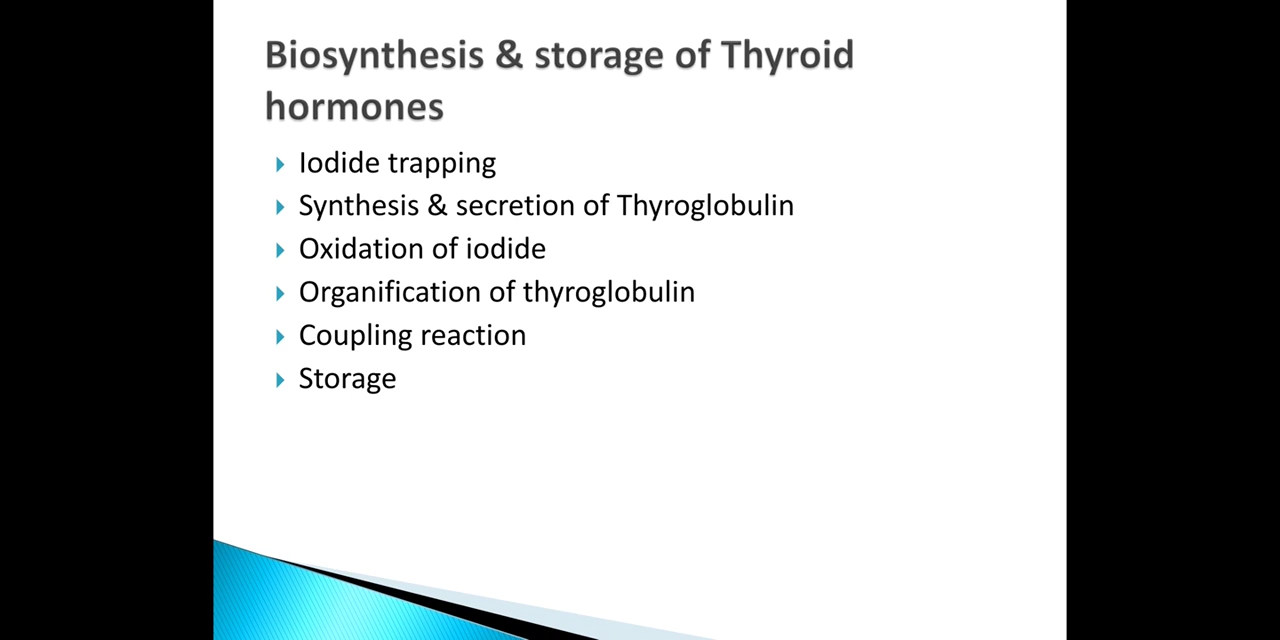 Biosynthesis & storage of Thyroid
hormones
Iodide trapping
Synthesis & secretion of Thyroglobulin
Oxidation of iodide
Organification of thyroglobulin
Coupling reaction
Storage